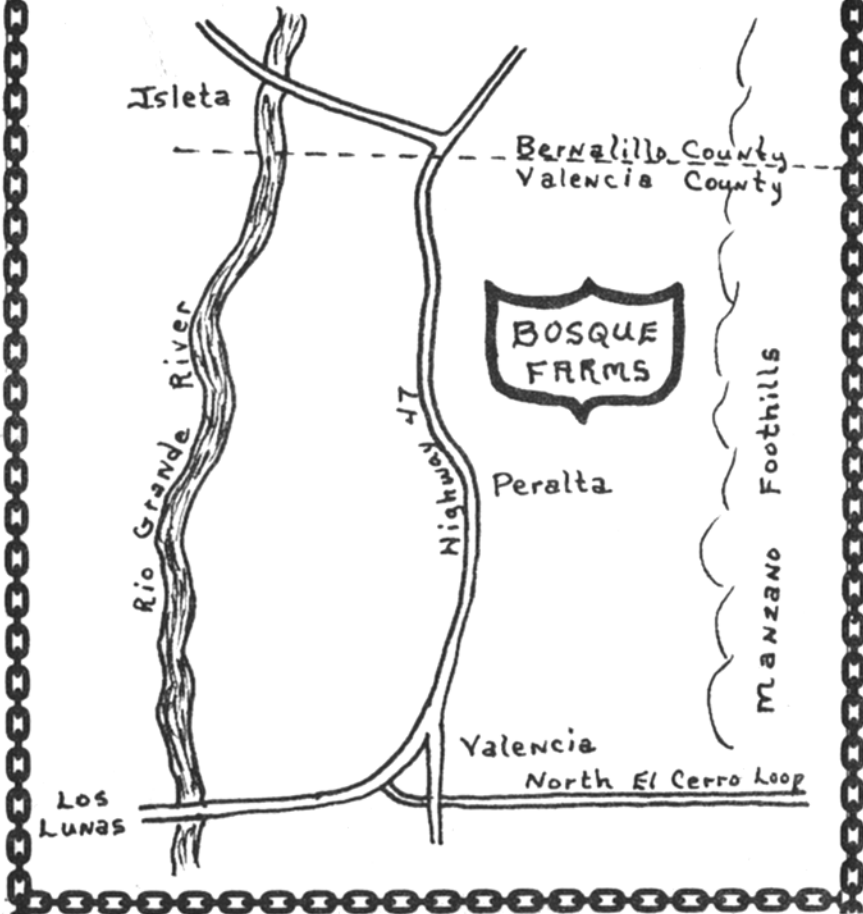 Isleta
Bernalillo County
Valencia County
BOSQUE
FARMS
Rio Grande River
Highway 47
Peralta
Manzano Foothills
Valencia
North El Cerro Loop
Los
Lunas